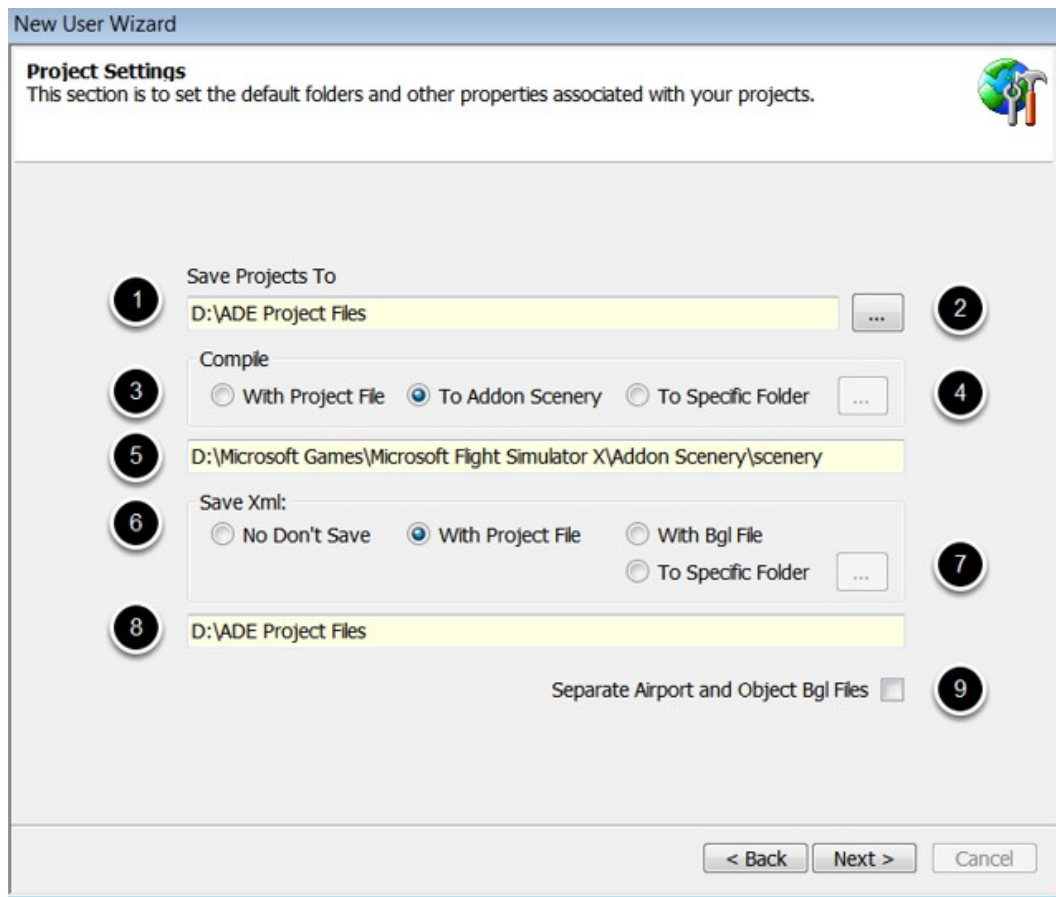 New User Wizard
Project Settings
This section is to set the default folders and other properties associated with your projects.
Save Projects To
1 D:\ADE Project Files ... 2
Compile
3 With Project File To Addon Scenery To Specific Folder ... 4
5 D:\Microsoft Games\Microsoft Flight Simulator X\Addon Scenery\scenery
Save Xml:
6 No Don't Save With Project File With Bgl File
To Specific Folder ... 7
8 D:\ADE Project Files
Separate Airport and Object Bgl Files 9
< Back Next > Cancel